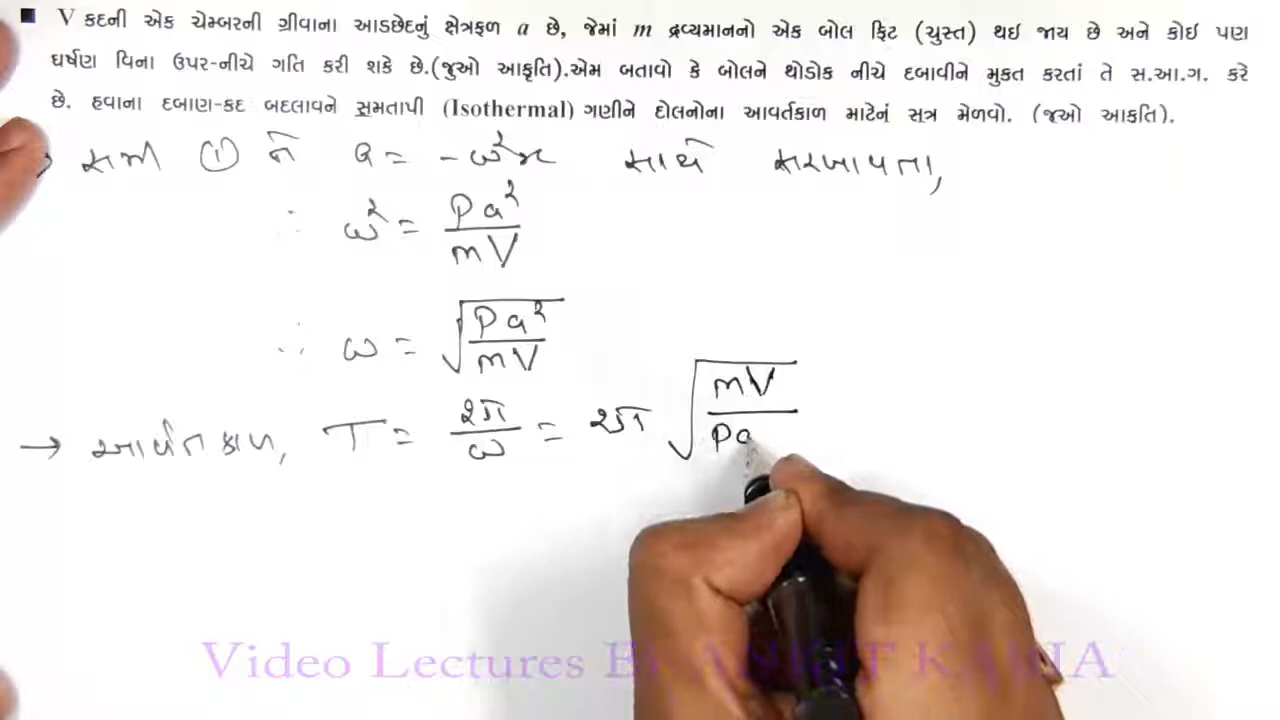 ■ V કદની એક ચેમ્બરની ગ્રીવાના આડછેદનું ક્ષેત્રફળ a છે, જેમાં m દ્રવ્યમાનનો એક બોલ ફિટ (ચુસ્ત) થઈ જાય છે અને કોઈ પણ
ઘર્ષણ વિના ઉપર-નીચે ગતિ કરી શકે છે.(જુઓ આકૃતિ).એમ બતાવો કે બોલને થોડોક નીચે દબાવીને મુક્ત કરતાં તે સ.આ.ગ. કરે
છે. હવાના દબાણ-કદ બદલાવને સમતાપી (Isothermal) ગણીને દોલનોના આવર્તકાળ માટેનું સૂત્ર મેળવો. (જુઓ આકૃતિ).
સમી ① ને a = -ω²x સાથે સરખાવતા,
∴ ω² = Pa² / mV
∴ ω = √(Pa² / mV)
→ આર્વતકાળ, T = 2π / ω = 2π √(mV / Pa
Video Lectures B